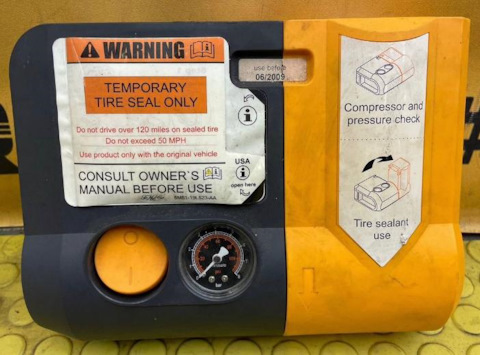 WARNING
TEMPORARY
TIRE SEAL ONLY
Do not drive over 120 miles on sealed tire
Do not exceed 50 MPH
Use product only with the original vehicle
CONSULT OWNER'S
MANUAL BEFORE USE
use before
06/2009
USA
open here
Compressor and
pressure check
Tire sealant
use
bar